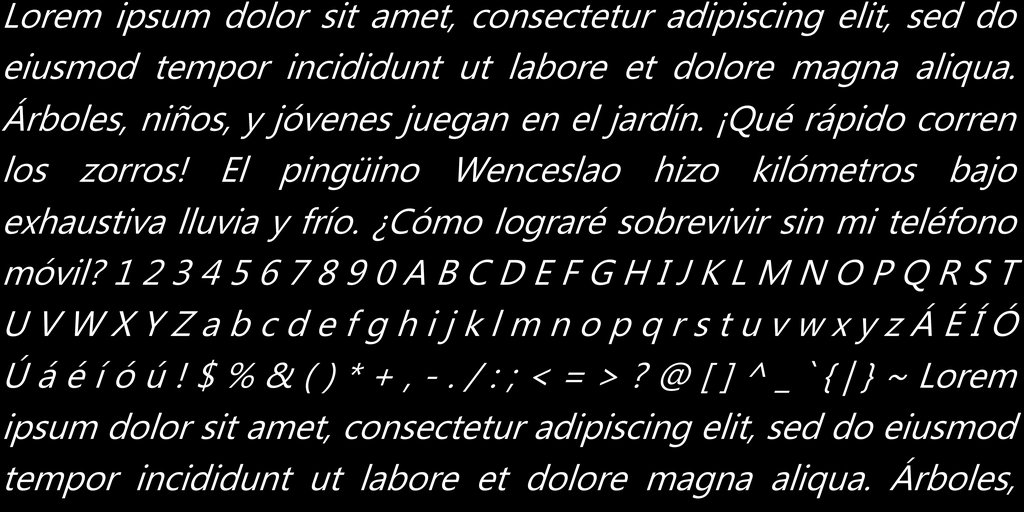 Lorem ipsum dolor sit amet, consectetur adipiscing elit, sed do
eiusmod tempor incididunt ut labore et dolore magna aliqua.
Árboles, niños, y jóvenes juegan en el jardín. ¡Qué rápido corren
los zorros! El pingüino Wenceslao hizo kilómetros bajo
exhaustiva lluvia y frío. ¿Cómo lograré sobrevivir sin mi teléfono
móvil? 1 2 3 4 5 6 7 8 9 0 A B C D E F G H I J K L M N O P Q R S T
U V W X Y Z a b c d e f g h i j k l m n o p q r s t u v w x y z Á É Í Ó
Ú á é í ó ú ! $ % & ( ) * + , - . / : ; < = > ? @ [ ] ^ _ ` { | } ~ Lorem
ipsum dolor sit amet, consectetur adipiscing elit, sed do eiusmod
tempor incididunt ut labore et dolore magna aliqua. Árboles,